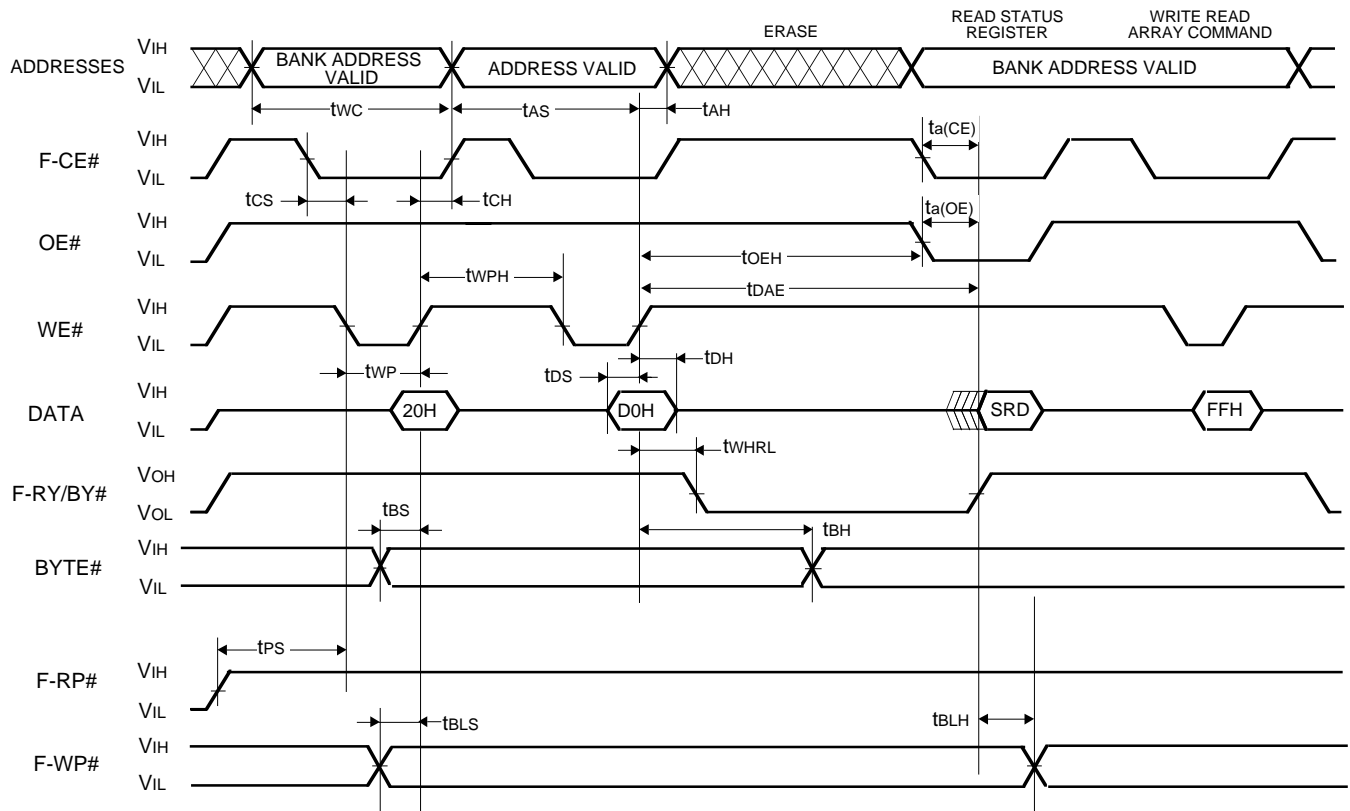 READ STATUS
REGISTER
WRITE READ
ARRAY COMMAND
ERASE
ADDRESSES
VIH
VIL
BANK ADDRESS
VALID
ADDRESS VALID
BANK ADDRESS VALID
tWC
tAS
tAH
F-CE#
VIH
VIL
ta(CE)
tCS
tCH
OE#
VIH
VIL
ta(OE)
tOEH
tWPH
tDAE
WE#
VIH
VIL
tWP
tDS
tDH
DATA
VIH
VIL
20H
D0H
SRD
FFH
tWHRL
F-RY/BY#
VOH
VOL
tBS
tBH
BYTE#
VIH
VIL
tPS
F-RP#
VIH
VIL
tBLS
tBLH
F-WP#
VIH
VIL